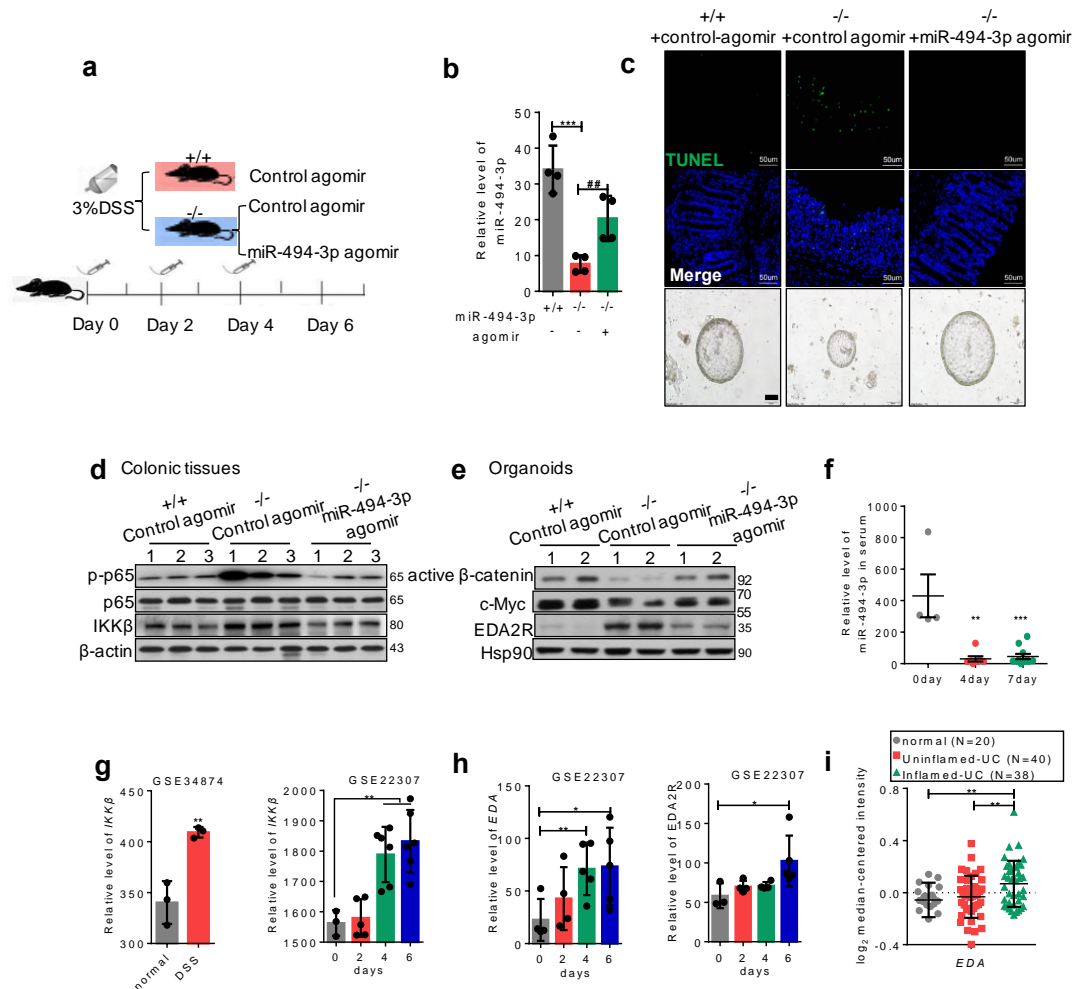 a
+/+
Control agomir
3%DSS
-/-
Control agomir
miR-494-3p agomir
Day 0
Day 2
Day 4
Day 6
b
Relative level of
miR-494-3p
50
40
30
20
10
0
***
##
+/+ -/- -/-
miR-494-3p
agomir
- - +
c
+/+
+control-agomir
-/-
+control agomir
-/-
+miR-494-3p agomir
TUNEL
50um 50um 50um
Merge
50um 50um 50um
d Colonic tissues
+/+
Control agomir
-/-
Control agomir
-/-
miR-494-3p
agomir
1 2 3 1 2 3 1 2 3
p-p65 65
p65 65
IKKβ 80
β-actin 43
e Organoids
+/+
Control agomir
-/-
Control agomir
-/-
miR-494-3p
agomir
1 2 1 2 1 2
active β-catenin 92
c-Myc 70
55
EDA2R 35
Hsp90 90
f
Relative level of
miR-494-3p in serum
1000
800
600
400
200
0
** ***
0day 4day 7day
g
GSE34874
Relative level of IKKβ
450
400
350
300
**
normal DSS
GSE22307
Relative level of IKKβ
2000
1900
1800
1700
1600
1500
**
0 2 4 6
days
h
GSE22307
Relative level of EDA
150
100
50
0
*
**
0 2 4 6
days
GSE22307
Relative level of EDA2R
200
150
100
50
0
*
0 2 4 6
days
i
normal (N=20)
Uninflamed-UC (N=40)
Inflamed-UC (N=38)
log2 median-centered intensity
0.8
0.4
0.0
-0.4
**
**
EDA